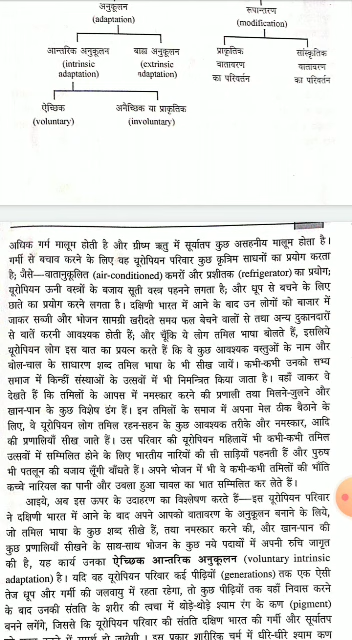 अनुकूलन रूपान्तरण
(adaptation) (modification)
आन्तरिक अनुकूलन बाह्य अनुकूलन प्राकृतिक सांस्कृतिक
(intrinsic (extrinsic वातावरण वातावरण
adaptation) adaptation) का परिवर्तन का परिवर्तन
ऐच्छिक अनैच्छिक या प्राकृतिक
(voluntary) (involuntary)
अधिक गर्म मालूम होती है और ग्रीष्म ऋतु में सूर्यातप कुछ असहनीय मालूम होता है।
गर्मी से बचाव करने के लिए वह यूरोपियन परिवार कुछ कृत्रिम साधनों का प्रयोग करता
है; जैसे—वातानुकूलित (air-conditioned) कमरों और प्रशीतक (refrigerator) का प्रयोग;
यूरोपियन ऊनी वस्त्रों के बजाय सूती वस्त्र पहनने लगता है; और धूप से बचने के लिए
छाते का प्रयोग करने लगता है। दक्षिणी भारत में आने के बाद उन लोगों को बाजार में
जाकर सब्जी और भोजन सामग्री खरीदते समय फल बेचने वालों से तथा अन्य दुकानदारों
से बातें करनी आवश्यक होती हैं; और चूँकि ये लोग तमिल भाषा बोलते हैं, इसलिये
यूरोपियन लोग इस बात का प्रयत्न करते हैं कि वे कुछ आवश्यक वस्तुओं के नाम और
बोल-चाल के साधारण शब्द तमिल भाषा के भी सीख जायें। कभी-कभी उनको सभ्य
समाज में किन्हीं संस्थाओं के उत्सवों में भी निमन्त्रित किया जाता है। वहाँ जाकर वे
देखते हैं कि तमिलों के आपस में नमस्कार करने की प्रणाली तथा मिलने-जुलने और
खान-पान के कुछ विशेष ढंग हैं। इन तमिलों के समाज में अपना मेल ठीक बैठाने के
लिए, वे यूरोपियन लोग तमिल रहन-सहन के कुछ आवश्यक तरीके और नमस्कार, आदि
की प्रणालियाँ सीख जाते हैं। उस परिवार की यूरोपियन महिलायें भी कभी-कभी तमिल
उत्सवों में सम्मिलित होने के लिए भारतीय नारियों की सी साड़ियाँ पहनती हैं और पुरुष
भी पतलून की बजाय लूँगी बाँधते हैं। अपने भोजन में भी वे कभी-कभी तमिलों की भाँति
कच्चे नारियल का पानी और उबला हुआ चावल का भात सम्मिलित कर लेते हैं।
आइये, अब इस ऊपर के उदाहरण का विश्लेषण करते हैं—इस यूरोपियन परिवार
ने दक्षिणी भारत में आने के बाद अपने आपको वातावरण के अनुकूल बनाने के लिये,
जो तमिल भाषा के कुछ शब्द सीखे हैं, तथा नमस्कार करने की, और खान-पान की
कुछ प्रणालियाँ सीखने के साथ-साथ भोजन के कुछ नये पदार्थों में अपनी रुचि जागृत
की है, यह कार्य उनका ऐच्छिक आन्तरिक अनुकूलन (voluntary intrinsic
adaptation) है। यदि वह यूरोपियन परिवार कई पीढ़ियों (generations) तक एक ऐसी
तेज धूप और गर्मी की जलवायु में रहता रहेगा, तो कुछ पीढ़ियों तक वहाँ निवास करने
के बाद उनकी संतति के शरीर की त्वचा में थोड़े-थोड़े श्याम रंग के कण (pigment)
बनने लगेंगे, जिससे कि यूरोपियन परिवार की संतति दक्षिण भारत की गर्मी और सूर्यातप
इस प्रकार शारीरिक चर्म में धीरे-धीरे श्याम कण